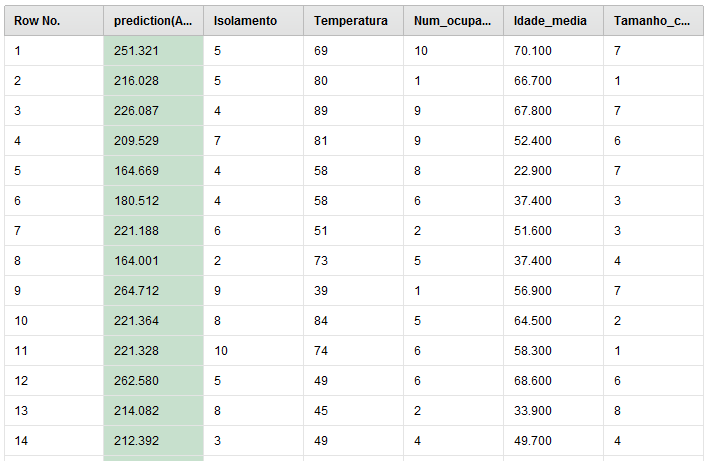 Row No. prediction(A... Isolamento Temperatura Num_ocupa... Idade_media Tamanho_c...
1 251.321 5 69 10 70.100 7
2 216.028 5 80 1 66.700 1
3 226.087 4 89 9 67.800 7
4 209.529 7 81 9 52.400 6
5 164.669 4 58 8 22.900 7
6 180.512 4 58 6 37.400 3
7 221.188 6 51 2 51.600 3
8 164.001 2 73 5 37.400 4
9 264.712 9 39 1 56.900 7
10 221.364 8 84 5 64.500 2
11 221.328 10 74 6 58.300 1
12 262.580 5 49 6 68.600 6
13 214.082 8 45 2 33.900 8
14 212.392 3 49 4 49.700 4